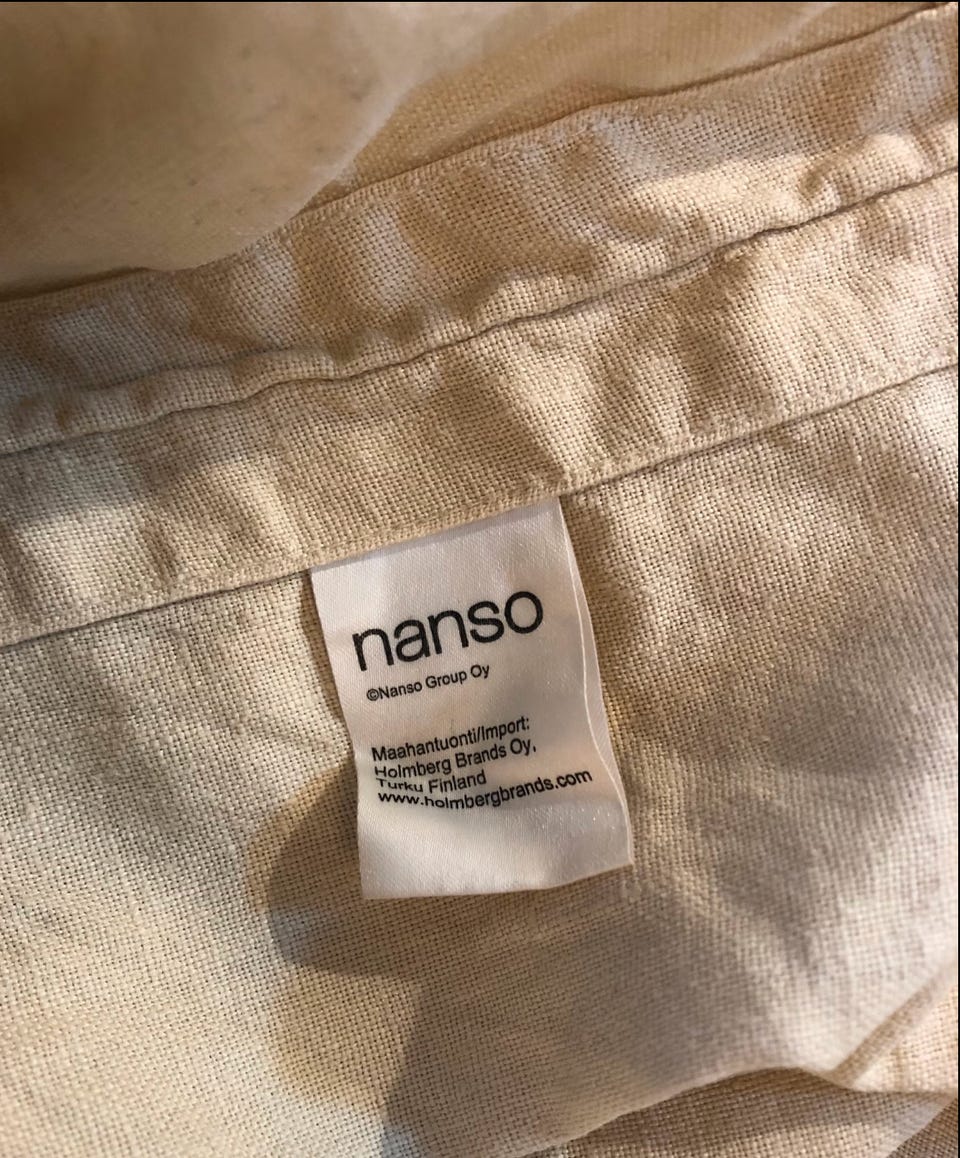 nanso
©Nanso Group Oy
Maahantuonti/Import:
Holmberg Brands Oy,
Turku Finland
www.holmbergbrands.com